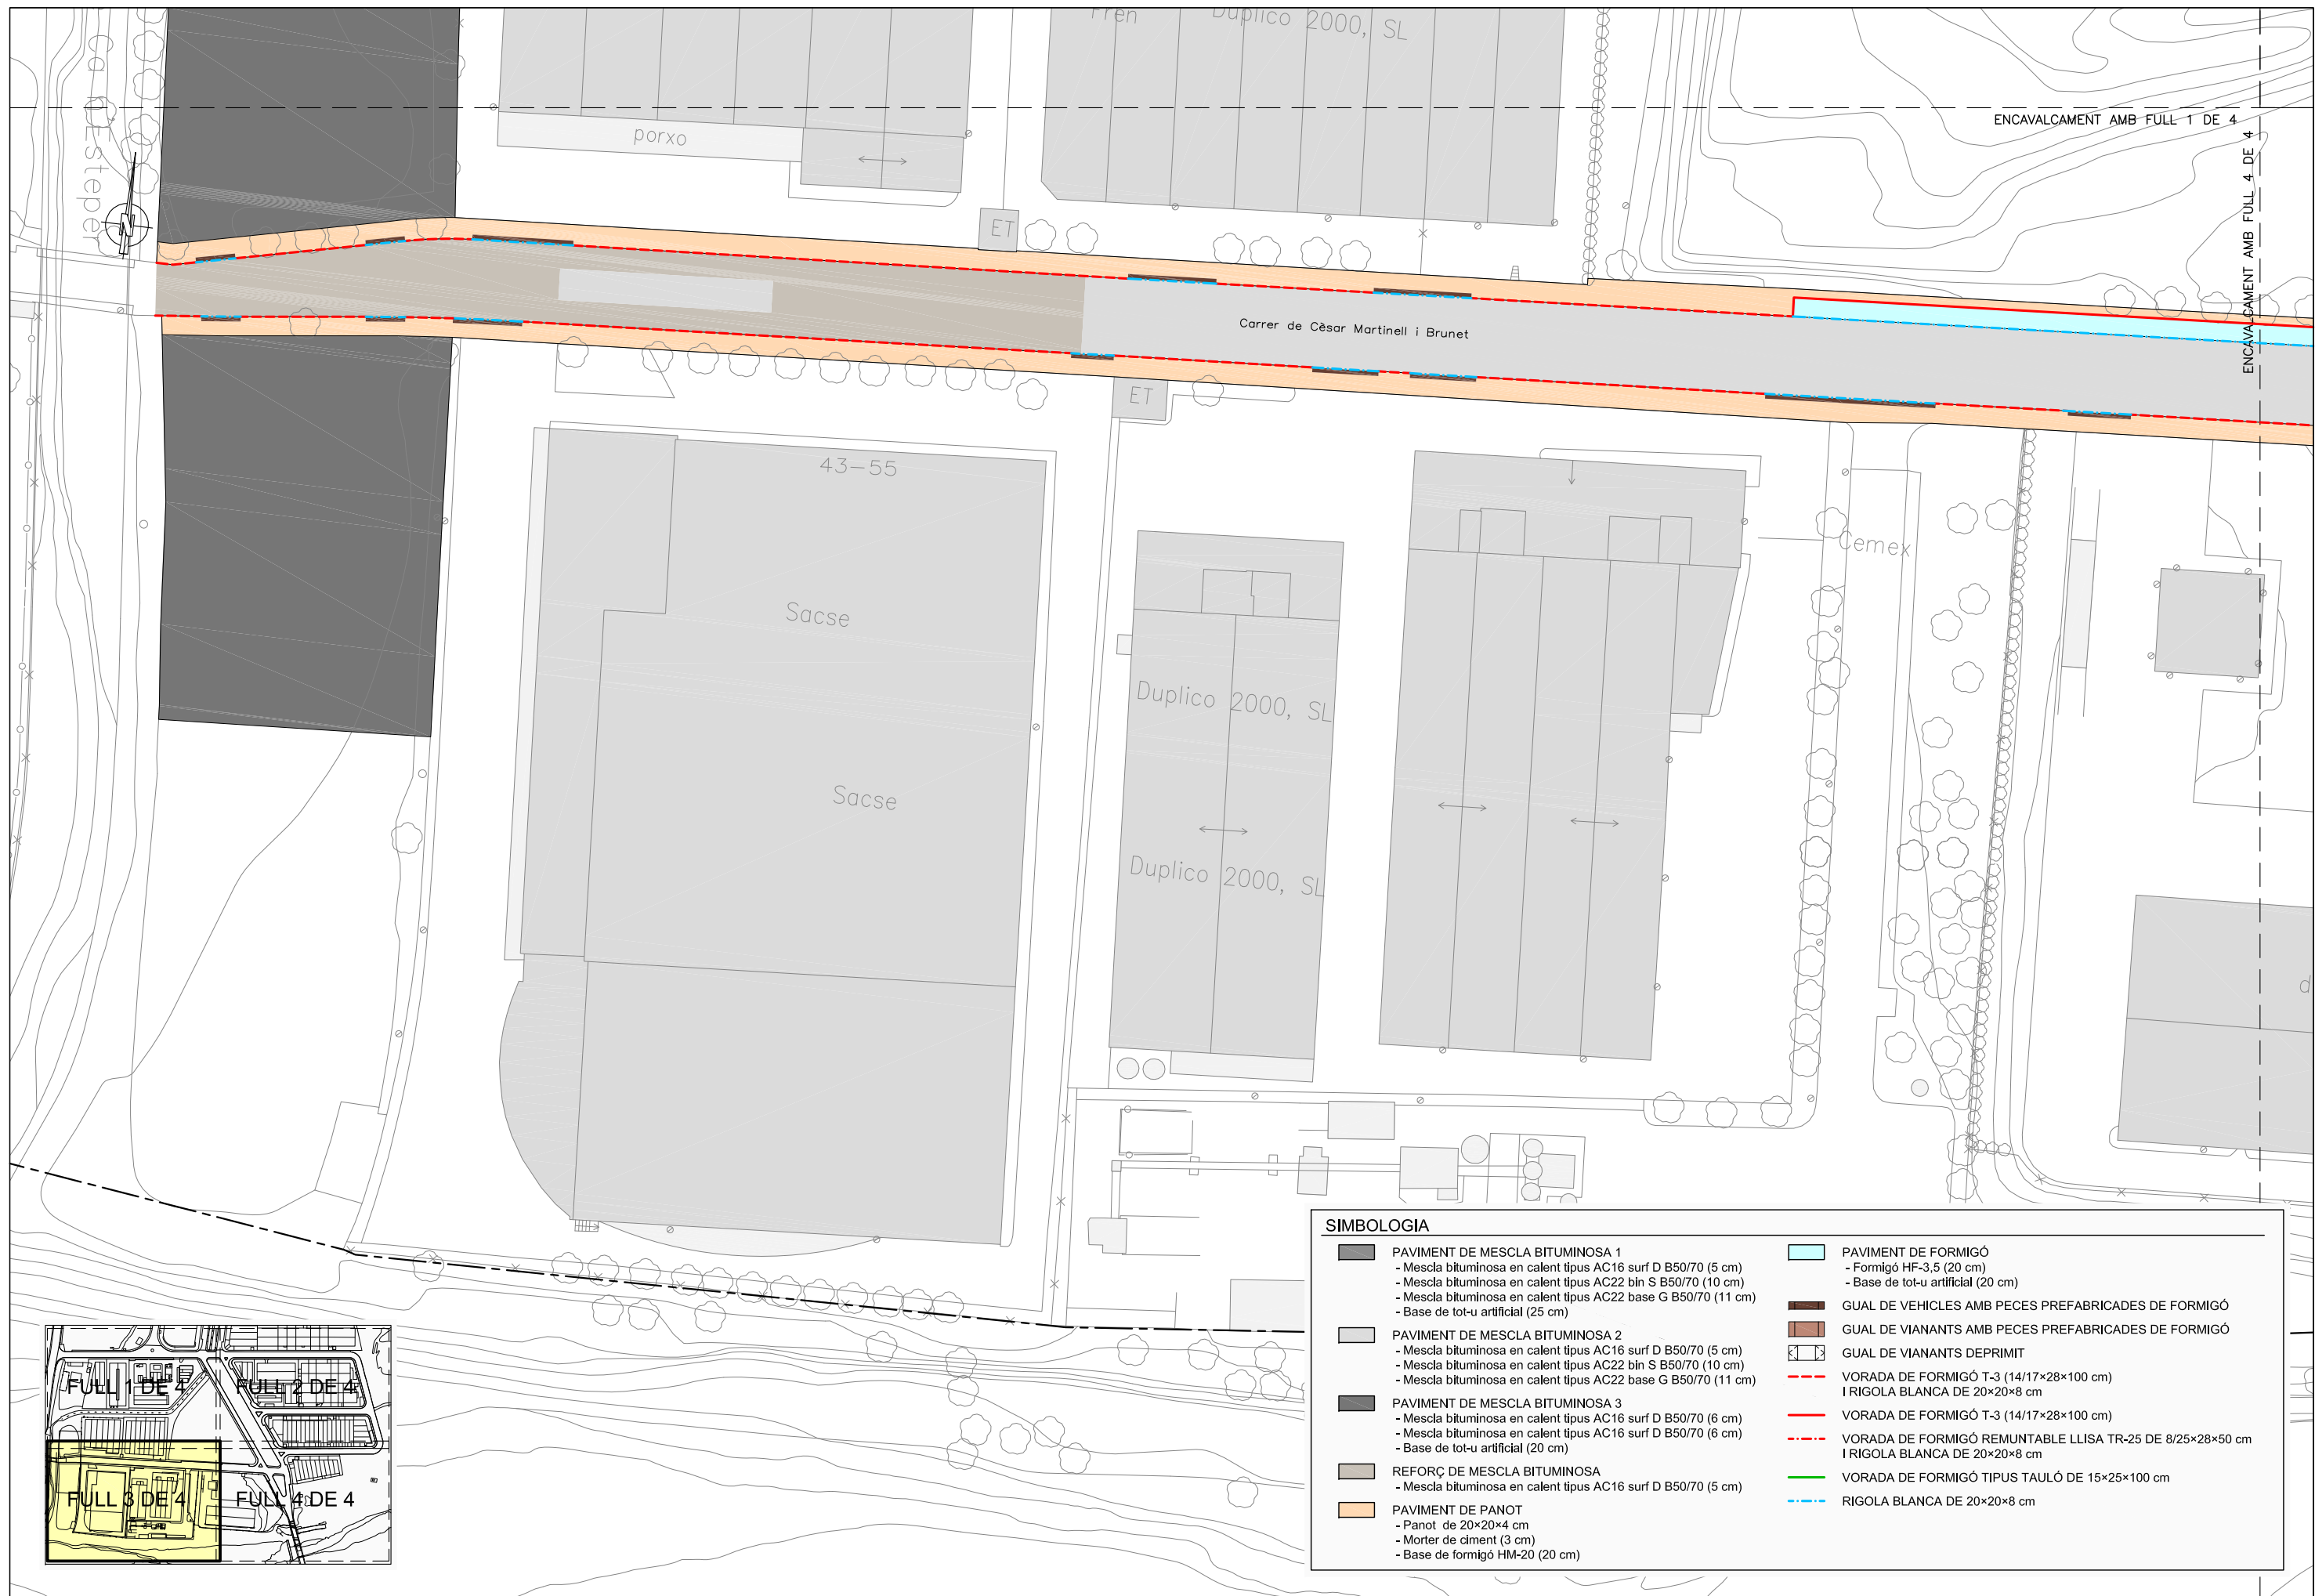 Fren
Duplico 2000, SL
Ca n'Esteper
porxo
ENCAVALCAMENT AMB FULL 1 DE 4
ENCAVALCAMENT AMB FULL 4 DE 4
N
ET
Carrer de Cèsar Martinell i Brunet
ET
43-55
Cemex
Sacse
Duplico 2000, SL
Sacse
Duplico 2000, SL
d
SIMBOLOGIA
PAVIMENT DE MESCLA BITUMINOSA 1
- Mescla bituminosa en calent tipus AC16 surf D B50/70 (5 cm)
- Mescla bituminosa en calent tipus AC22 bin S B50/70 (10 cm)
- Mescla bituminosa en calent tipus AC22 base G B50/70 (11 cm)
- Base de tot-u artificial (25 cm)
PAVIMENT DE MESCLA BITUMINOSA 2
- Mescla bituminosa en calent tipus AC16 surf D B50/70 (5 cm)
- Mescla bituminosa en calent tipus AC22 bin S B50/70 (10 cm)
- Mescla bituminosa en calent tipus AC22 base G B50/70 (11 cm)
PAVIMENT DE MESCLA BITUMINOSA 3
- Mescla bituminosa en calent tipus AC16 surf D B50/70 (6 cm)
- Mescla bituminosa en calent tipus AC16 surf D B50/70 (6 cm)
- Base de tot-u artificial (20 cm)
REFORÇ DE MESCLA BITUMINOSA
- Mescla bituminosa en calent tipus AC16 surf D B50/70 (5 cm)
PAVIMENT DE PANOT
- Panot de 20×20×4 cm
- Morter de ciment (3 cm)
- Base de formigó HM-20 (20 cm)
PAVIMENT DE FORMIGÓ
- Formigó HF-3,5 (20 cm)
- Base de tot-u artificial (20 cm)
GUAL DE VEHICLES AMB PECES PREFABRICADES DE FORMIGÓ
GUAL DE VIANANTS AMB PECES PREFABRICADES DE FORMIGÓ
GUAL DE VIANANTS DEPRIMIT
VORADA DE FORMIGÓ T-3 (14/17×28×100 cm)
I RIGOLA BLANCA DE 20×20×8 cm
VORADA DE FORMIGÓ T-3 (14/17×28×100 cm)
VORADA DE FORMIGÓ REMUNTABLE LLISA TR-25 DE 8/25×28×50 cm
I RIGOLA BLANCA DE 20×20×8 cm
VORADA DE FORMIGÓ TIPUS TAULÓ DE 15×25×100 cm
RIGOLA BLANCA DE 20×20×8 cm
FULL 1 DE 4
FULL 2 DE 4
FULL 3 DE 4
FULL 4 DE 4